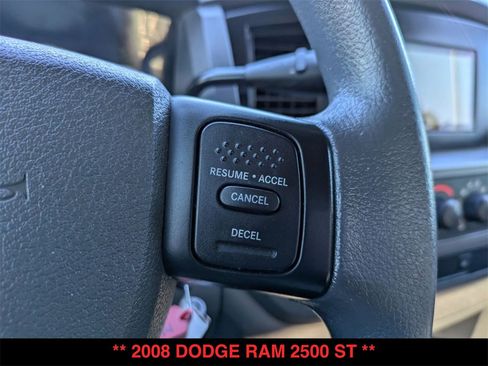 RESUME • ACCEL
CANCEL
DECEL
** 2008 DODGE RAM 2500 ST **